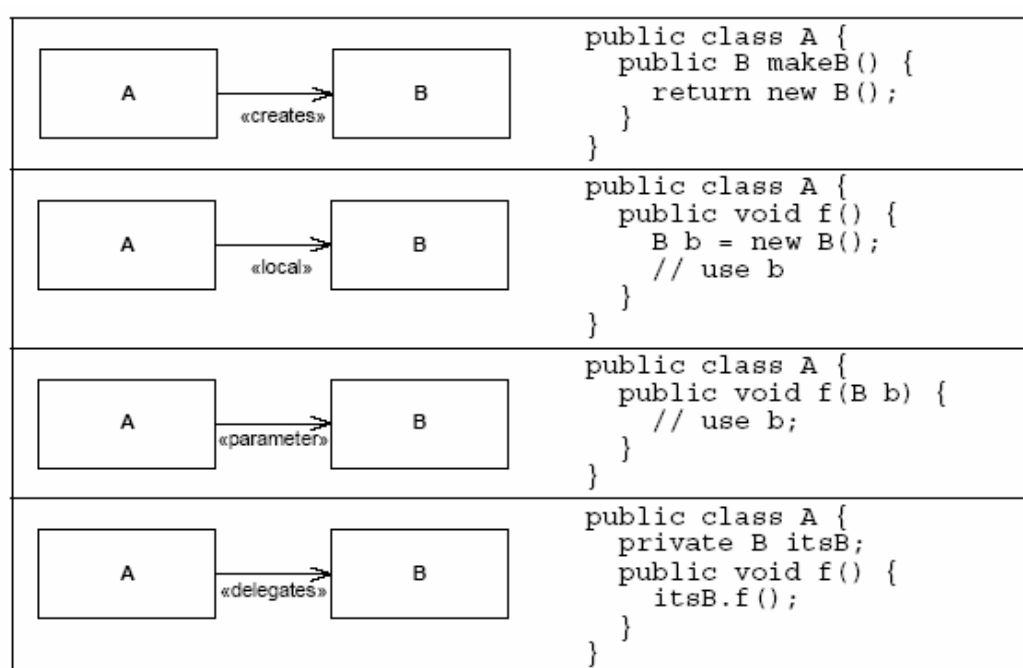 A
«creates»
B
public class A {
  public B makeB() {
    return new B();
  }
}
A
«local»
B
public class A {
  public void f() {
    B b = new B();
    // use b
  }
}
A
«parameter»
B
public class A {
  public void f(B b) {
    // use b;
  }
}
A
«delegates»
B
public class A {
  private B itsB;
  public void f() {
    itsB.f();
  }
}